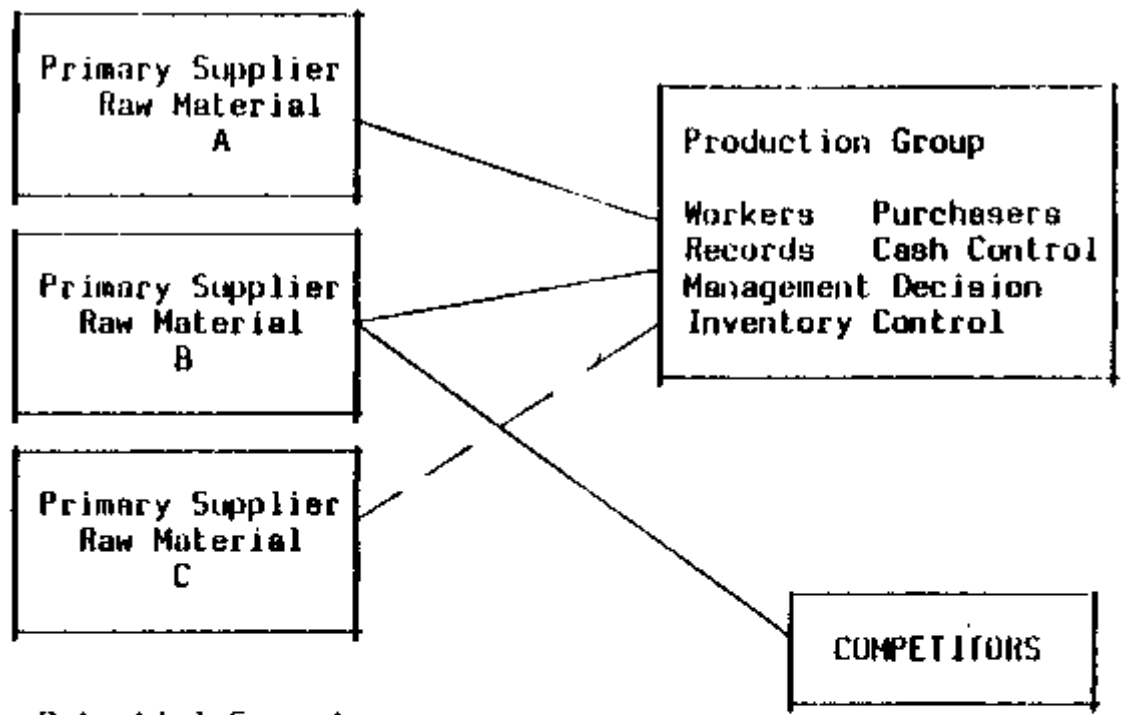 Primary Supplier
Raw Material
A
Primary Supplier
Raw Material
B
Primary Supplier
Raw Material
C
Production Group
Workers Purchasers
Records Cash Control
Management Decision
Inventory Control
COMPETITORS